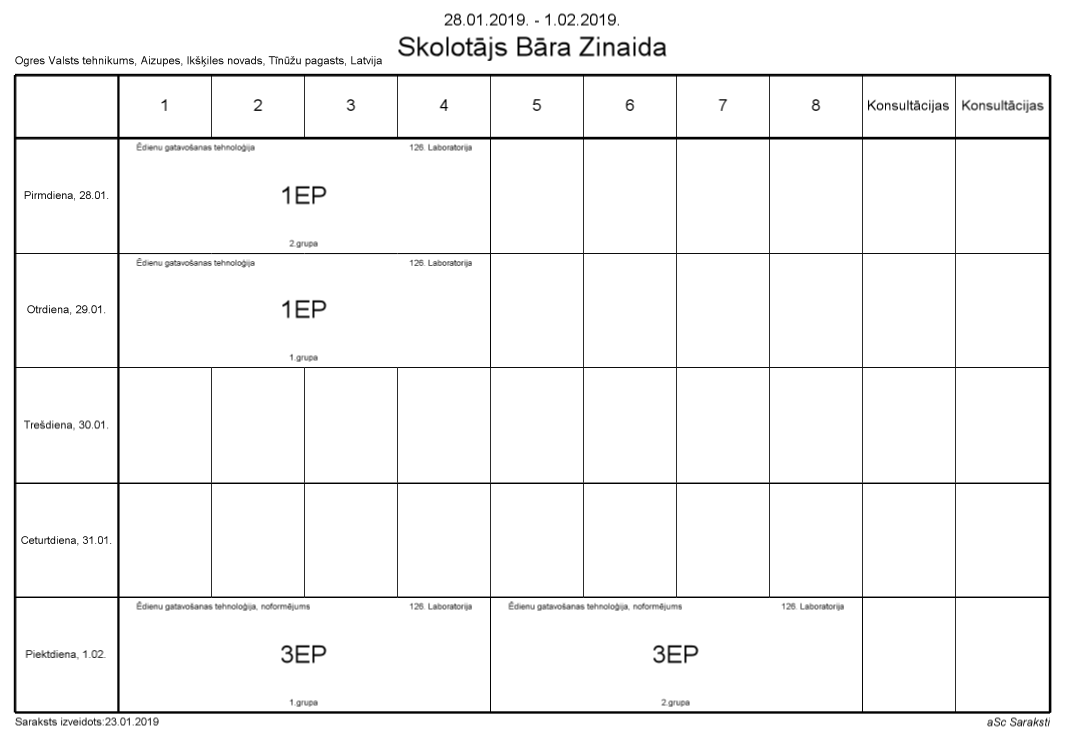 28.01.2019. - 1.02.2019.
Skolotājs Bāra Zinaida
Ogres Valsts tehnikums, Aizupes, Ikšķiles novads, Tīnūžu pagasts, Latvija
1 2 3 4 5 6 7 8 Konsultācijas Konsultācijas
Ēdienu gatavošanas tehnoloģija 126. Laboratorija
Pirmdiena, 28.01. 1EP
2.grupa
Ēdienu gatavošanas tehnoloģija 126. Laboratorija
Otrdiena, 29.01. 1EP
1.grupa
Trešdiena, 30.01.
Ceturtdiena, 31.01.
Ēdienu gatavošanas tehnoloģija, noformējums 126. Laboratorija Ēdienu gatavošanas tehnoloģija, noformējums 126. Laboratorija
Piektdiena, 1.02. 3EP 3EP
1.grupa 2.grupa
Saraksts izveidots:23.01.2019 aSc Saraksti